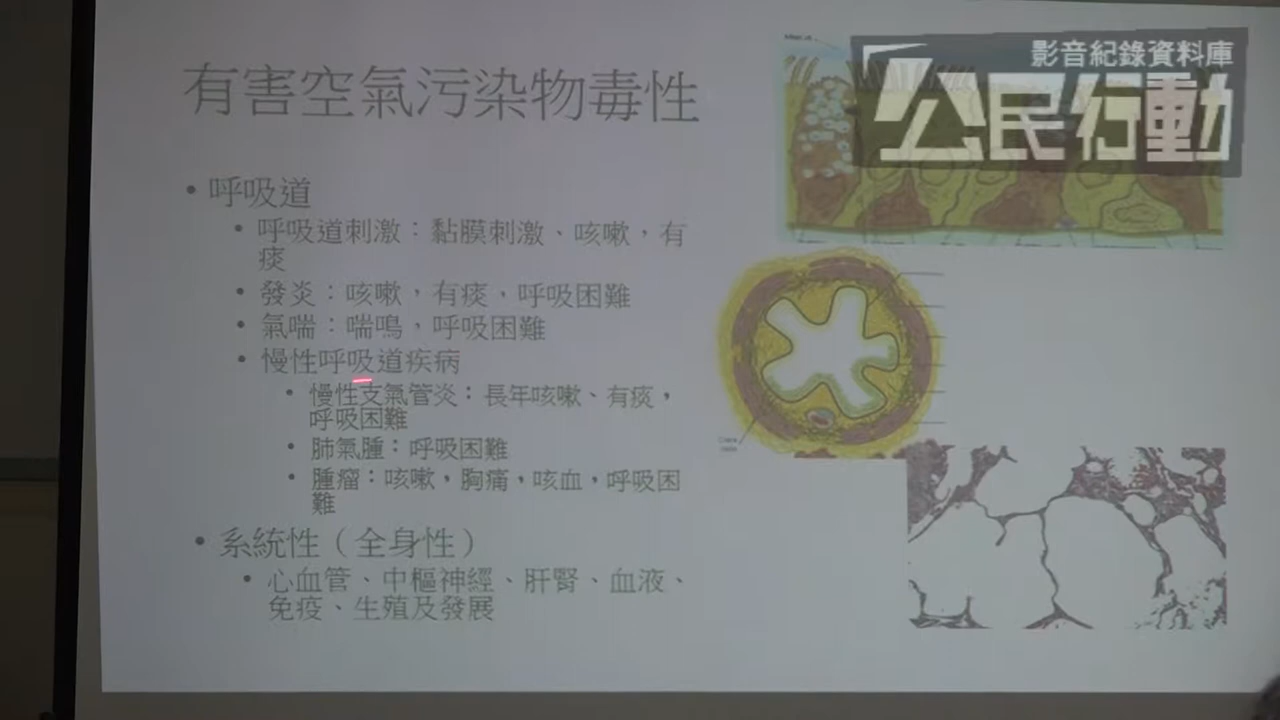 影音紀錄資料庫
公民行動
有害空氣污染物毒性
• 呼吸道
• 呼吸道刺激：黏膜刺激、咳嗽，有
痰
• 發炎：咳嗽，有痰，呼吸困難
• 氣喘：喘鳴，呼吸困難
• 慢性呼吸道疾病
• 慢性支氣管炎：長年咳嗽、有痰，
呼吸困難
• 肺氣腫：呼吸困難
• 腫瘤：咳嗽，胸痛，咳血，呼吸困
難
• 系統性（全身性）
• 心血管、中樞神經、肝腎、血液、
免疫、生殖及發展